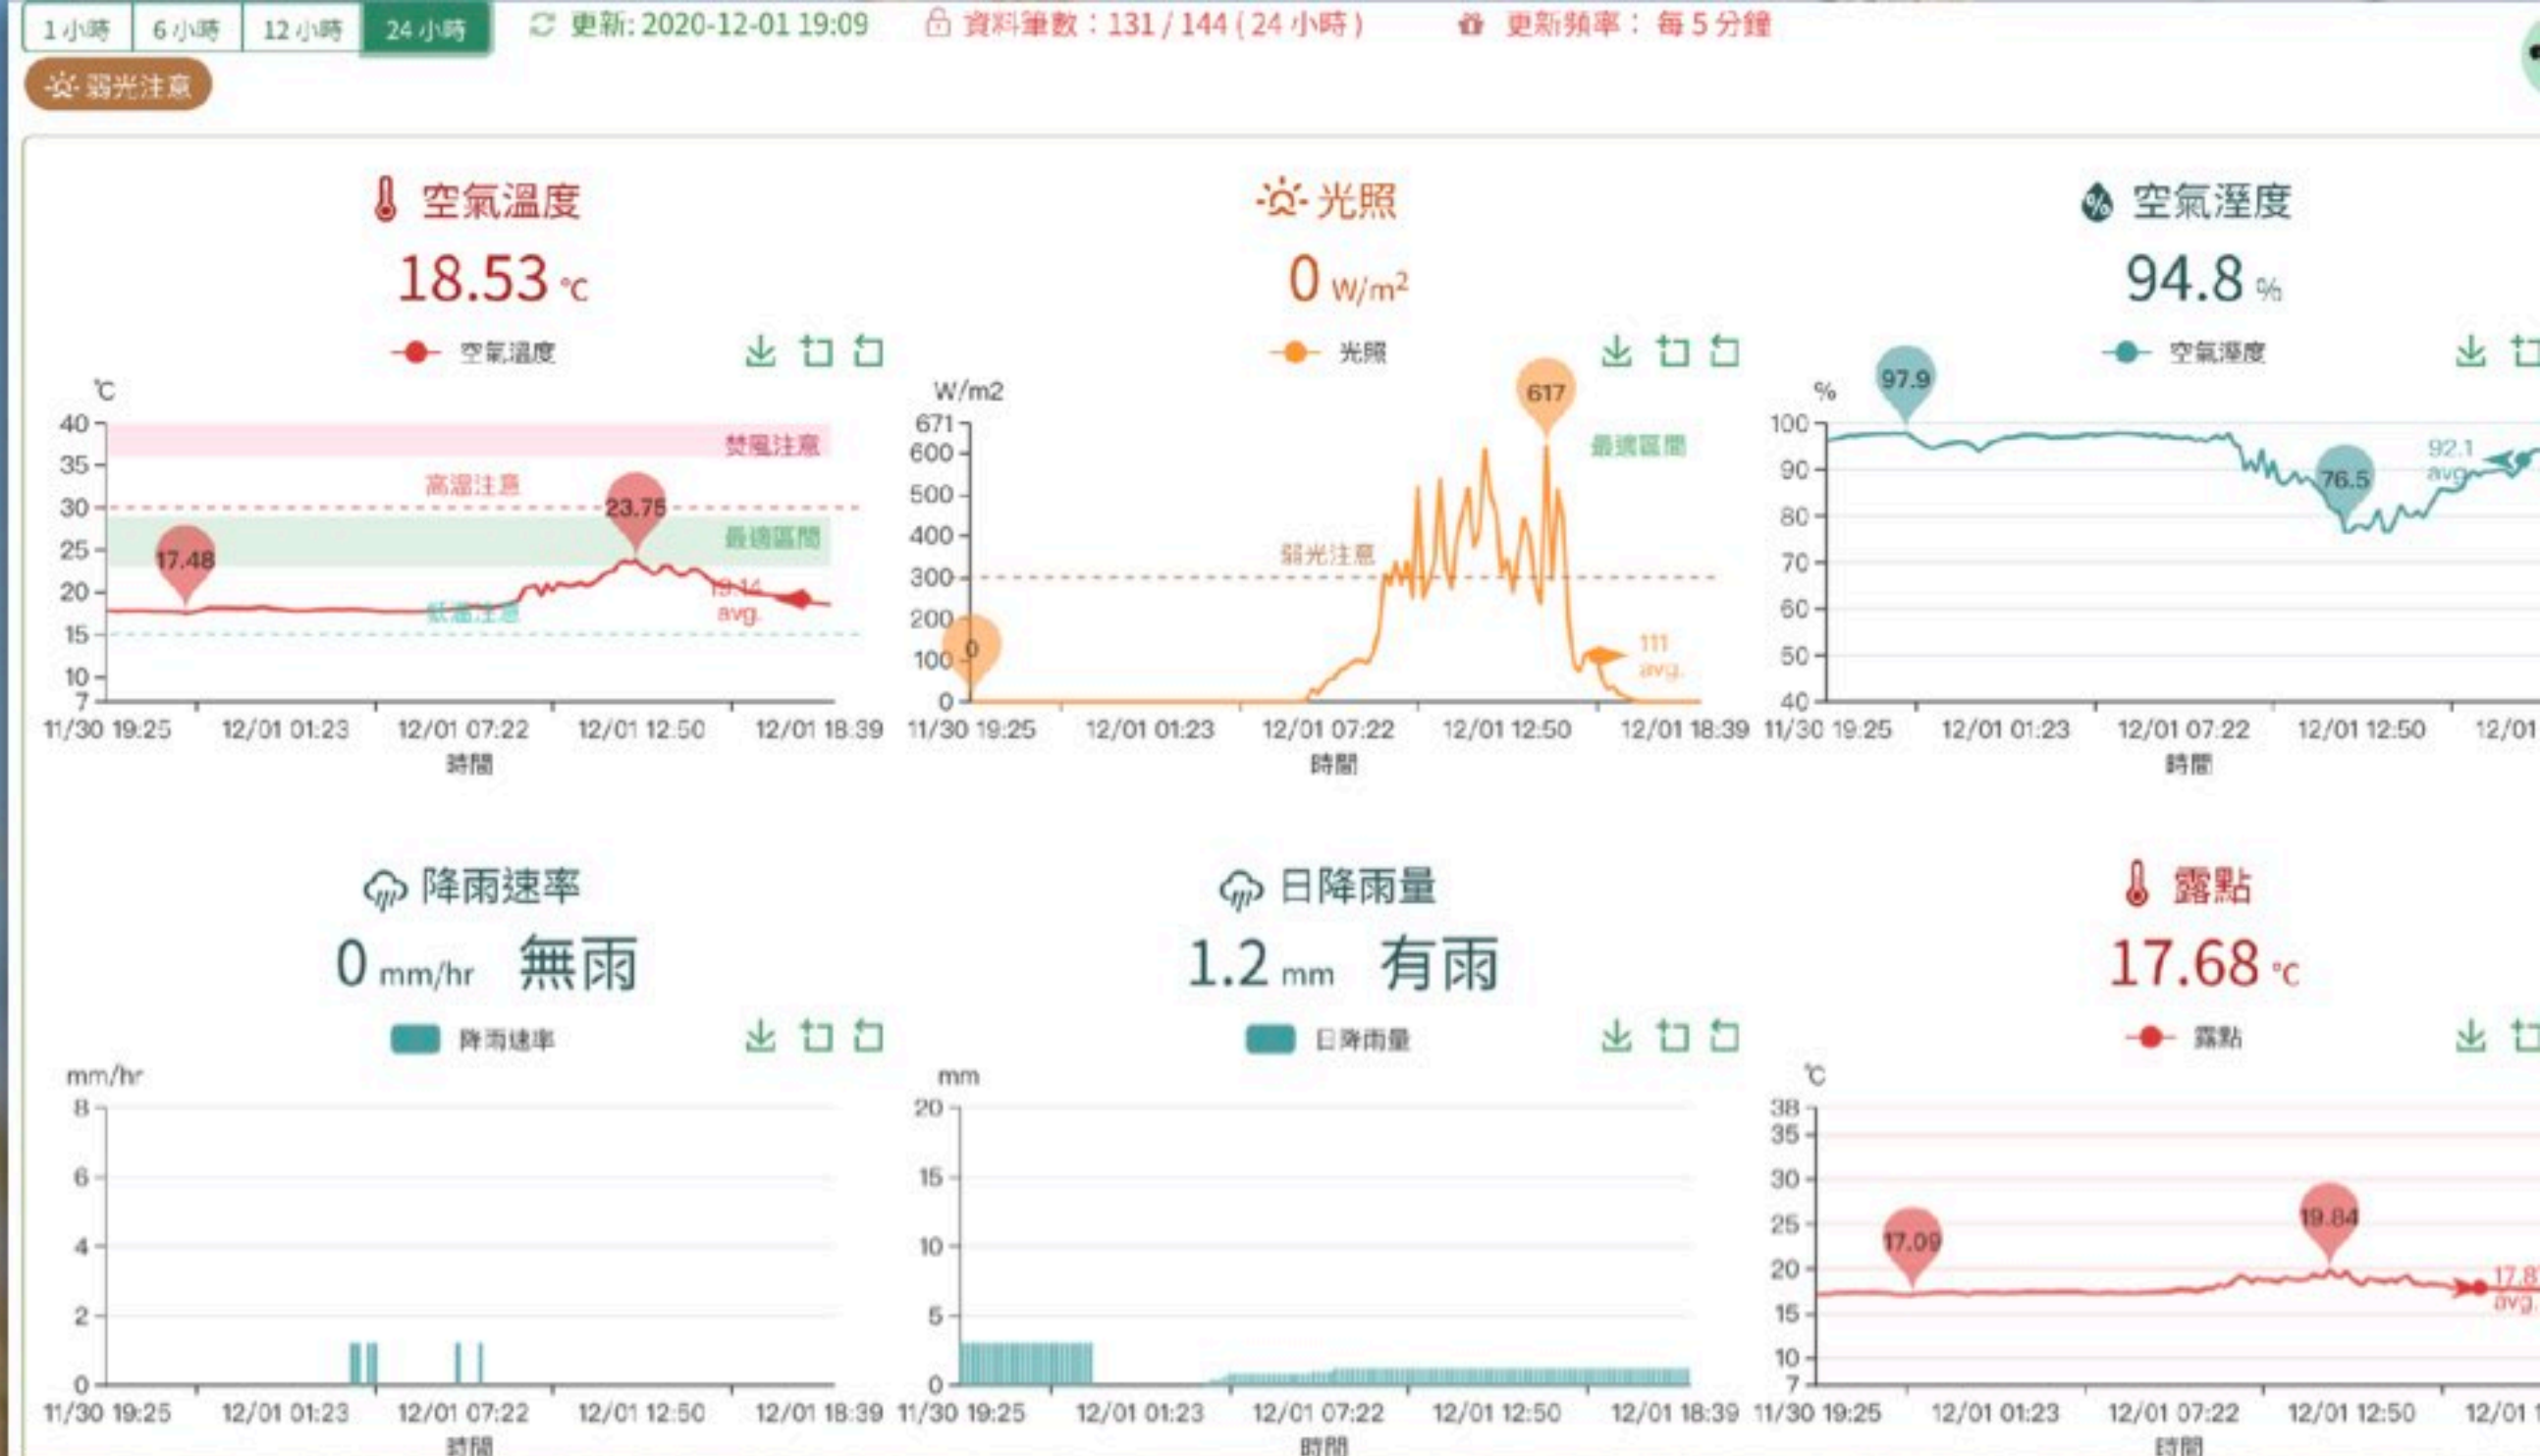 1 小時 6 小時 12 小時 24 小時 更新: 2020-12-01 19:09 資料筆數：131 / 144 ( 24 小時 ) 更新頻率： 每 5 分鐘
弱光注意
空氣溫度
18.53 °C
空氣溫度
°C
40
35
30
25
20
15
10
7
焚風注意
高溫注意
23.75
最適區間
17.48
19.14
avg.
低溫注意
11/30 19:25 12/01 01:23 12/01 07:22 12/01 12:50 12/01 18:39
時間
光照
0 W/m²
光照
W/m2
671
600
500
400
300
200
100
0
617
最適區間
弱光注意
0
111
avg.
11/30 19:25 12/01 01:23 12/01 07:22 12/01 12:50 12/01 18:39
時間
空氣溼度
94.8 %
空氣溼度
%
100
90
80
70
60
50
40
97.9
76.5
92.1
avg.
11/30 19:25 12/01 01:23 12/01 07:22 12/01 12:50 12/01
時間
降雨速率
0 mm/hr 無雨
降雨速率
mm/hr
8
6
4
2
0
11/30 19:25 12/01 01:23 12/01 07:22 12/01 12:50 12/01 18:39
時間
日降雨量
1.2 mm 有雨
日降雨量
mm
20
15
10
5
0
11/30 19:25 12/01 01:23 12/01 07:22 12/01 12:50 12/01 18:39
時間
露點
17.68 °C
露點
°C
38
35
30
25
20
15
10
7
17.09
19.84
17.8
avg.
11/30 19:25 12/01 01:23 12/01 07:22 12/01 12:50 12/01 1
時間